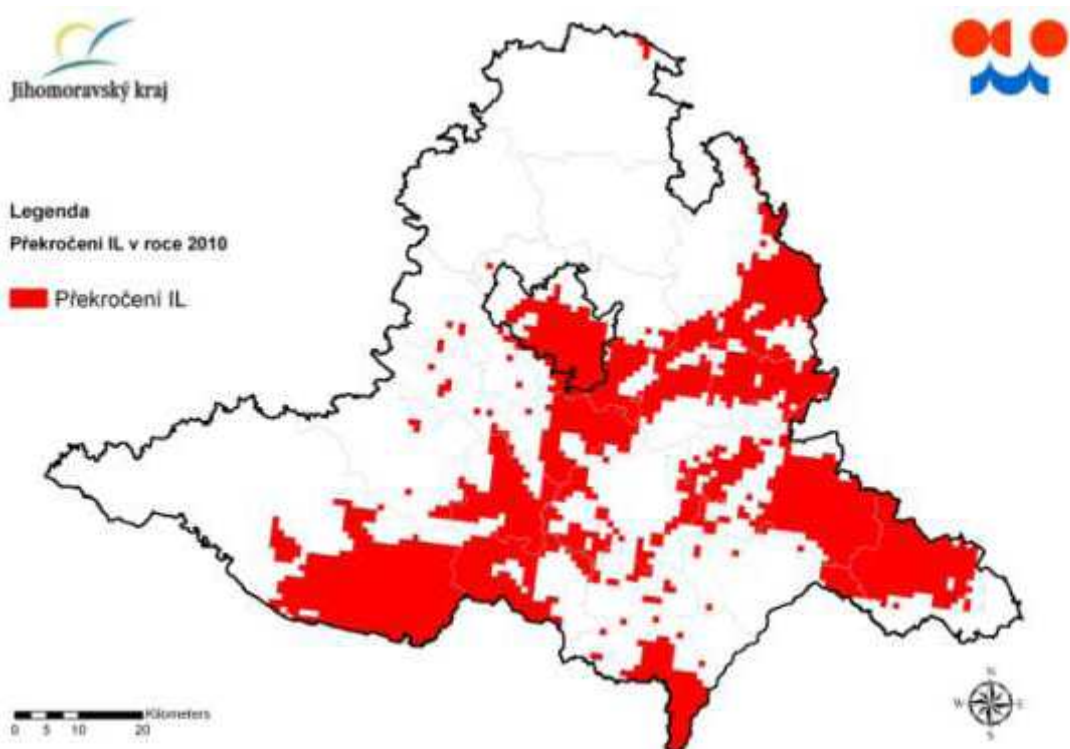 Jihomoravský kraj
Legenda
Překročení IL v roce 2010
Překročení IL
Kilometers
0 5 10 20
N
W E
S